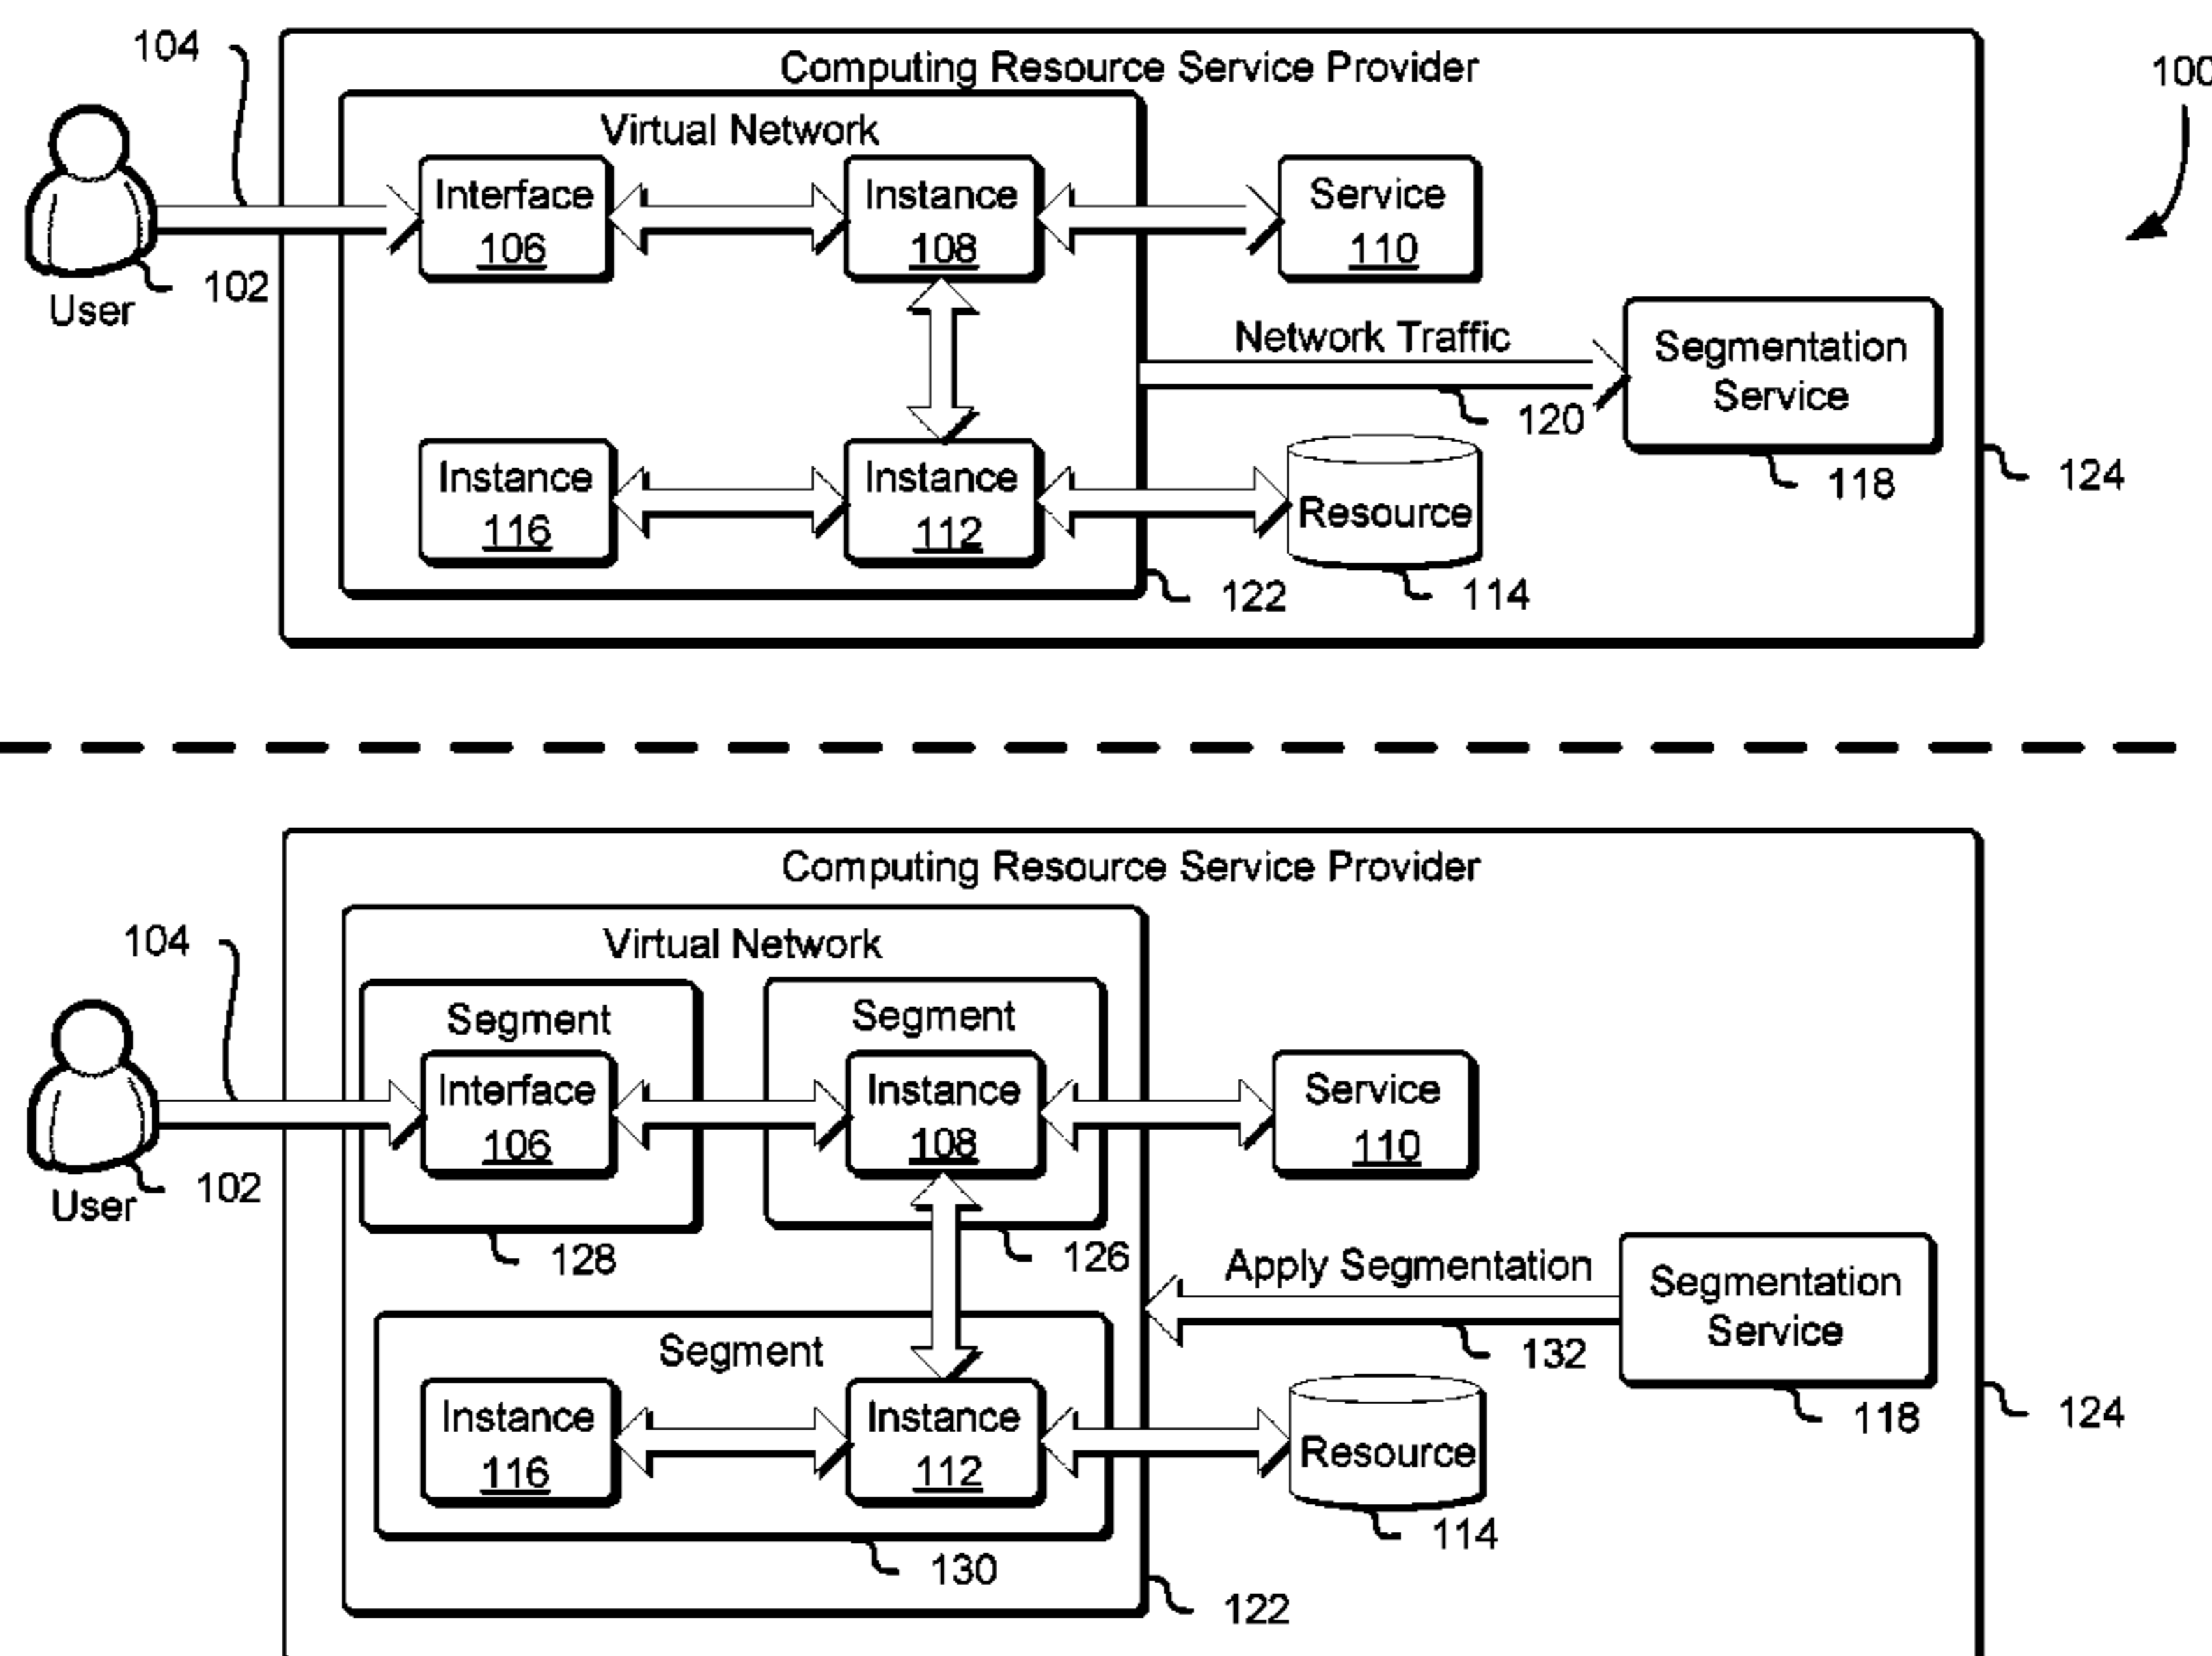 104
Computing Resource Service Provider
100
Virtual Network
Interface
106
Instance
108
Service
110
102
User
Network Traffic
120
Segmentation
Service
118
124
Instance
116
Instance
112
Resource
114
122
Computing Resource Service Provider
104
Virtual Network
Segment
Segment
Interface
106
Instance
108
Service
110
102
User
128
126
Apply Segmentation
132
Segmentation
Service
118
124
Segment
Instance
116
Instance
112
Resource
114
130
122